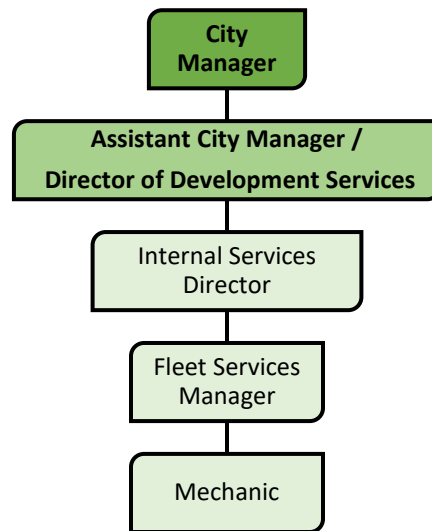 City
Manager
Assistant City Manager /
Director of Development Services
Internal Services
Director
Fleet Services
Manager
Mechanic